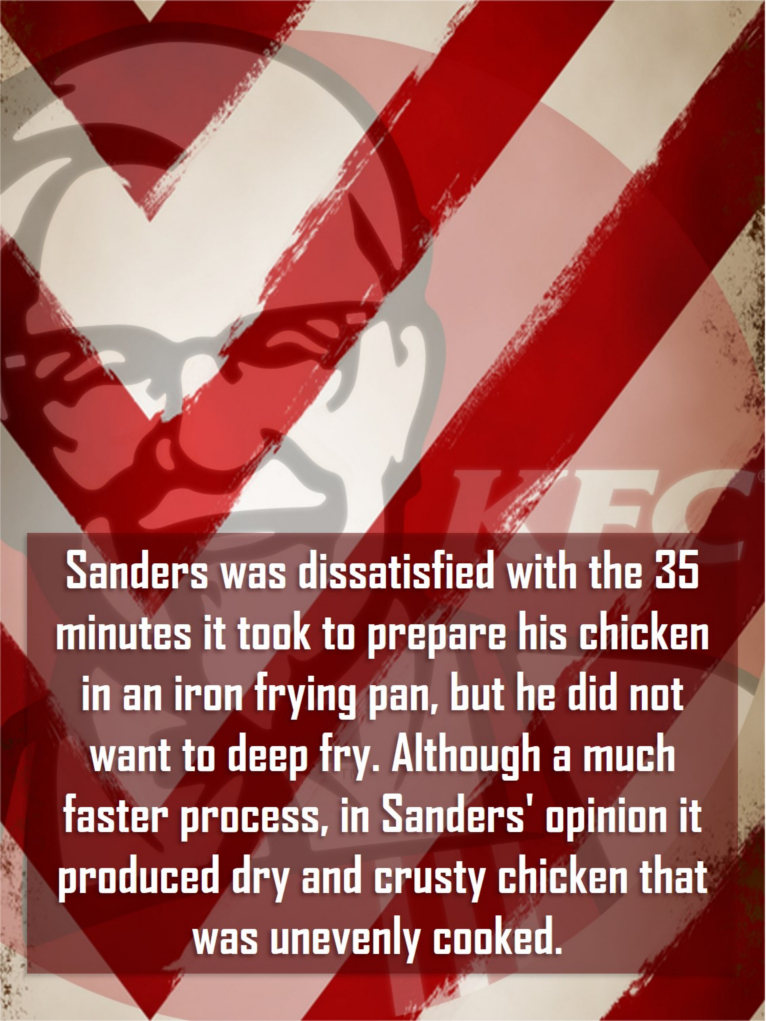 KFC
Sanders was dissatisfied with the 35
minutes it took to prepare his chicken
in an iron frying pan, but he did not
want to deep fry. Although a much
faster process, in Sanders' opinion it
produced dry and crusty chicken that
was unevenly cooked.